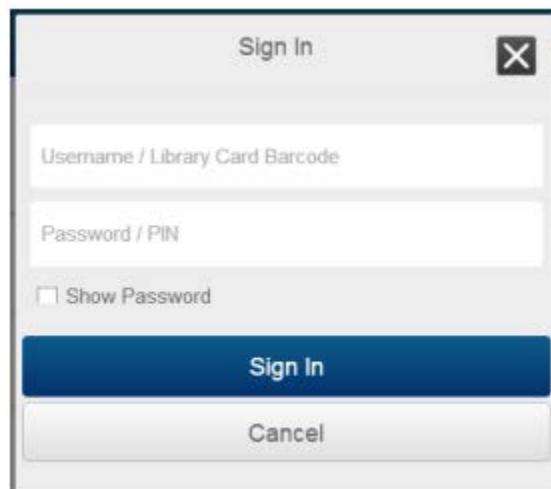 Sign In
Username / Library Card Barcode
Password / PIN
Show Password
Sign In
Cancel